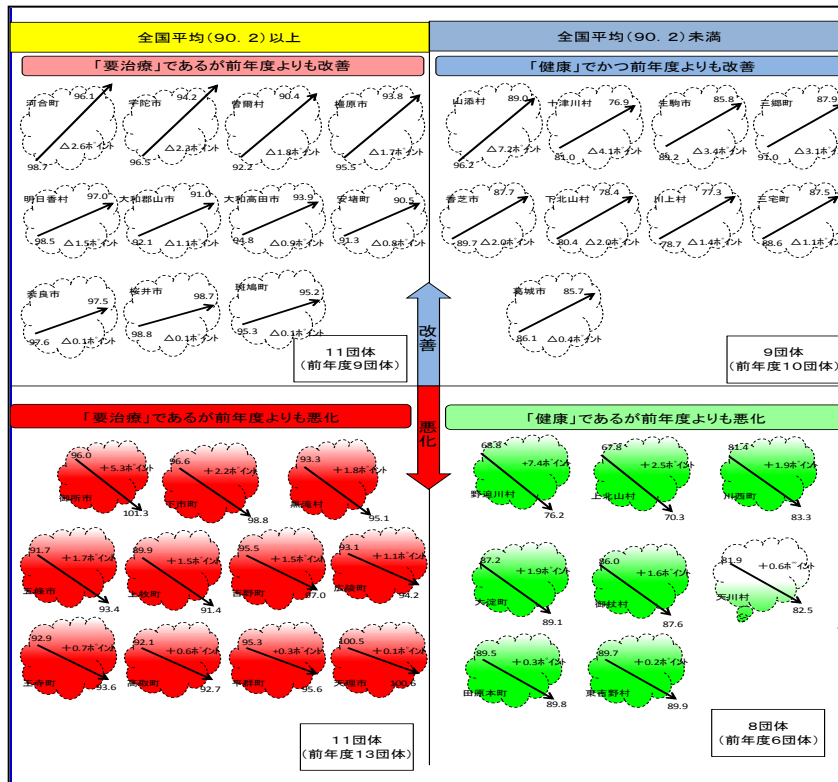 全国平均(90.2)以上
全国平均(90.2)未満
「要治療」であるが前年度よりも改善
「健康」でかつ前年度よりも改善
河合町 96.1 98.7 △2.6ポイント
宇陀市 94.2 96.5 △2.3ポイント
曽爾村 90.4 92.2 △1.8ポイント
橿原市 93.8 95.5 △1.7ポイント
山添村 89.0 96.2 △7.2ポイント
十津川村 76.9 81.0 △4.1ポイント
生駒市 85.8 89.2 △3.4ポイント
三郷町 87.9 91.0 △3.1ポイント
明日香村 97.0 98.5 △1.5ポイント
大和郡山市 91.0 92.1 △1.1ポイント
大和高田市 93.9 94.8 △0.9ポイント
安堵町 90.5 91.3 △0.8ポイント
香芝市 87.7 89.7 △2.0ポイント
下北山村 78.4 80.4 △2.0ポイント
川上村 77.3 78.7 △1.4ポイント
三宅町 87.5 88.6 △1.1ポイント
奈良市 97.5 97.6 △0.1ポイント
桜井市 98.7 98.8 △0.1ポイント
斑鳩町 95.2 95.3 △0.1ポイント
葛城市 85.7 86.1 △0.4ポイント
改善
11団体
(前年度9団体)
9団体
(前年度10団体)
悪化
「要治療」であるが前年度よりも悪化
「健康」であるが前年度よりも悪化
96.0 +5.3ポイント 御所市 101.3
96.6 +2.2ポイント 下市町 98.8
93.3 +1.8ポイント 黒滝村 95.1
68.8 +7.4ポイント 野迫川村 76.2
67.8 +2.5ポイント 上北山村 70.3
81.4 +1.9ポイント 川西町 83.3
91.7 +1.7ポイント 五條市 93.4
89.9 +1.5ポイント 上牧町 91.4
95.5 +1.5ポイント 吉野町 97.0
93.1 +1.1ポイント 広陵町 94.2
87.2 +1.9ポイント 大淀町 89.1
86.0 +1.6ポイント 御杖村 87.6
81.9 +0.6ポイント 天川村 82.5
92.9 +0.7ポイント 王寺町 93.6
92.1 +0.6ポイント 高取町 92.7
95.3 +0.3ポイント 平群町 95.6
100.5 +0.1ポイント 天理市 100.6
89.5 +0.3ポイント 田原本町 89.8
89.7 +0.2ポイント 東吉野村 89.9
11団体
(前年度13団体)
8団体
(前年度6団体)